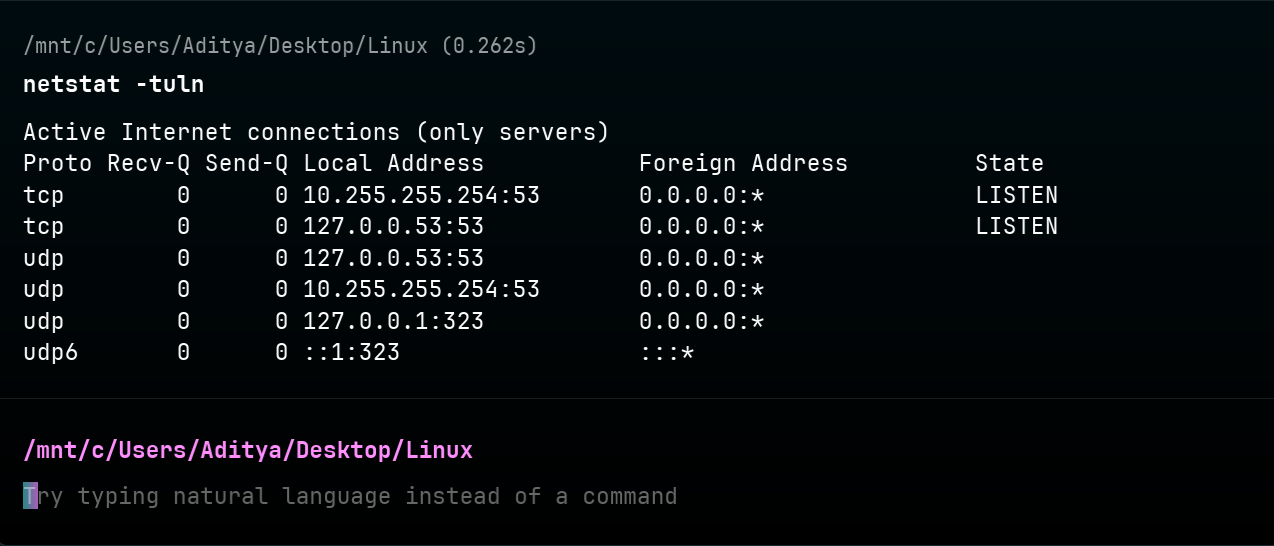 /mnt/c/Users/Aditya/Desktop/Linux (0.262s)
netstat -tuln
Active Internet connections (only servers)
Proto Recv-Q Send-Q Local Address           Foreign Address         State
tcp        0      0 10.255.255.254:53       0.0.0.0:*               LISTEN
tcp        0      0 127.0.0.53:53           0.0.0.0:*               LISTEN
udp        0      0 127.0.0.53:53           0.0.0.0:*
udp        0      0 10.255.255.254:53       0.0.0.0:*
udp        0      0 127.0.0.1:323           0.0.0.0:*
udp6       0      0 ::1:323                 :::*
/mnt/c/Users/Aditya/Desktop/Linux
Try typing natural language instead of a command